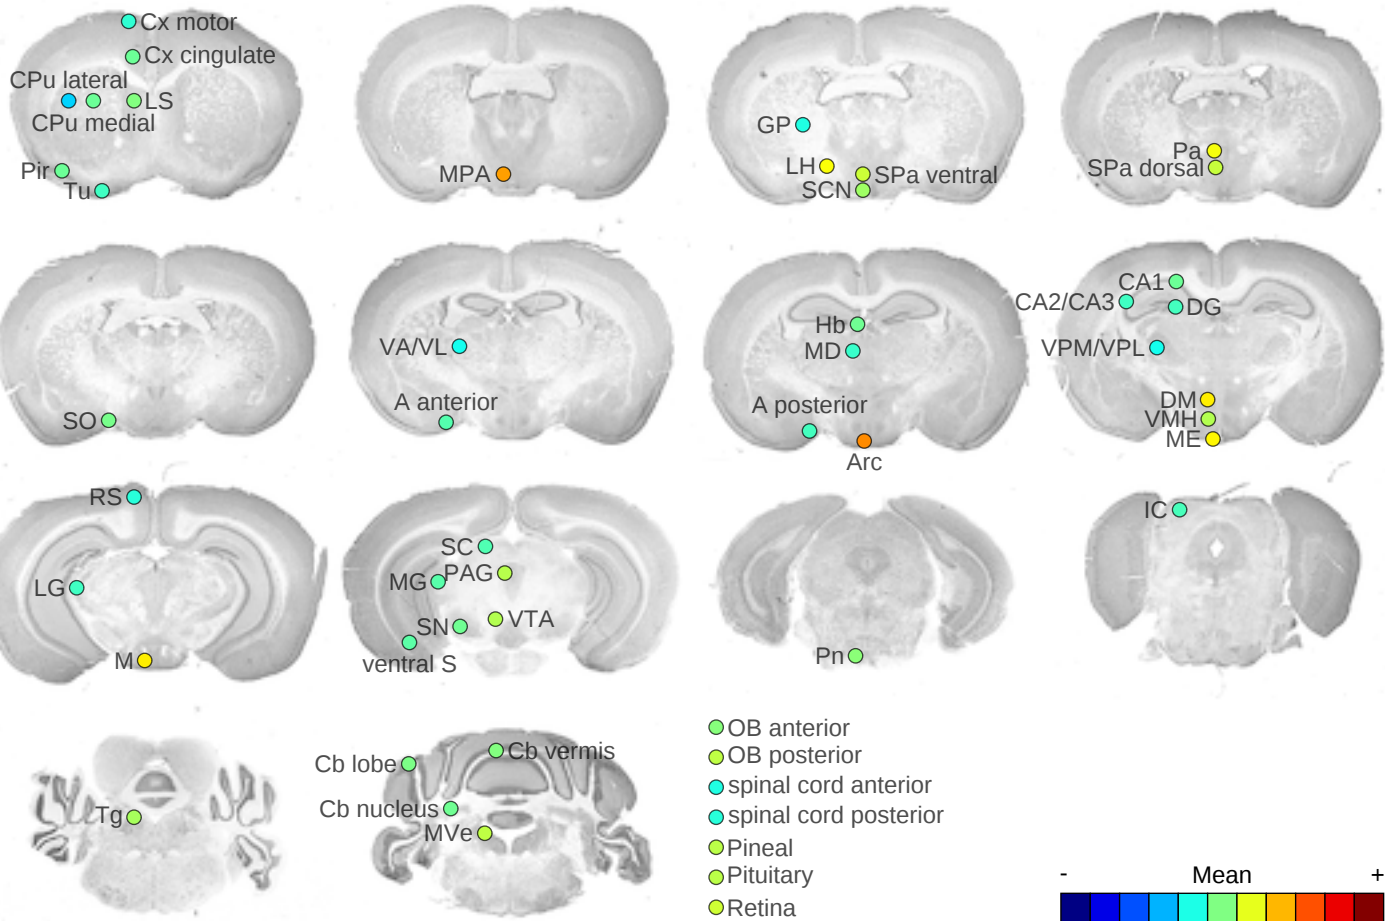 Cx motor
Cx cingulate
CPu lateral
LS
CPu medial
Pir
Tu
MPA
GP
LH
SPa ventral
SCN
Pa
SPa dorsal
SO
VA/VL
A anterior
Hb
MD
A posterior
Arc
CA1
CA2/CA3
DG
VPM/VPL
DM
VMH
ME
RS
LG
M
SC
MG
PAG
SN
VTA
ventral S
Pn
IC
Tg
Cb lobe
Cb vermis
Cb nucleus
MVe
OB anterior
OB posterior
spinal cord anterior
spinal cord posterior
Pineal
Pituitary
Retina
- Mean +